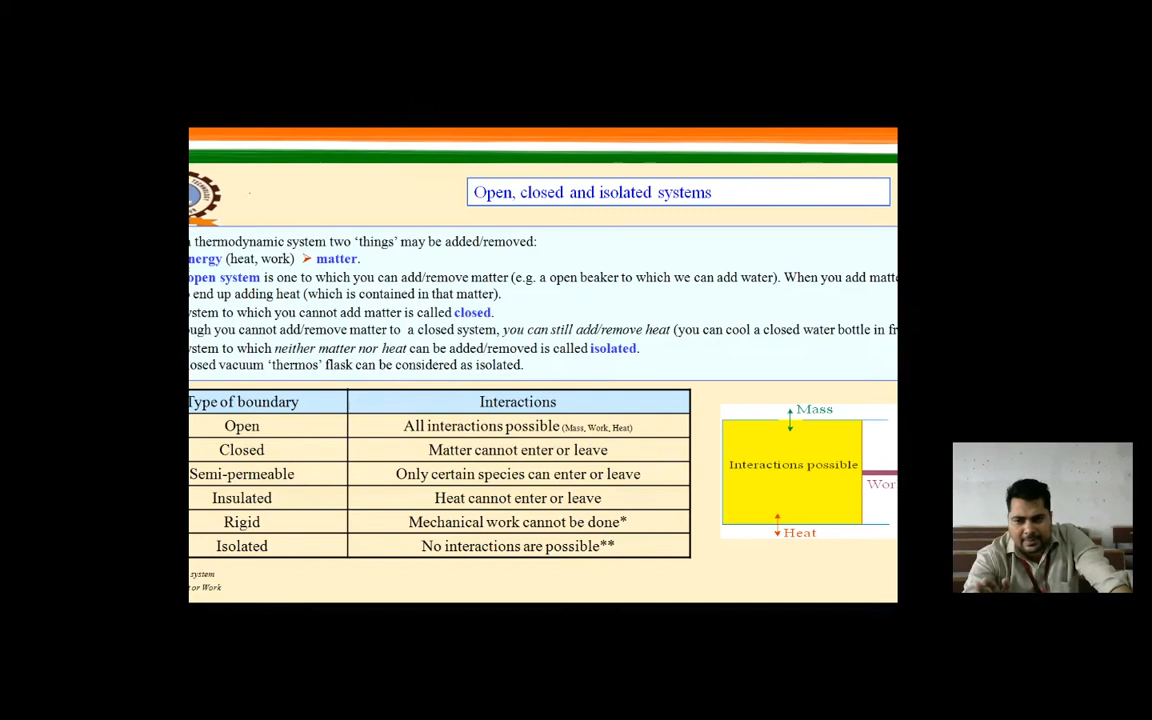 Open, closed and isolated systems
thermodynamic system two ‘things’ may be added/removed:
nergy (heat, work) ➢ matter.
open system is one to which you can add/remove matter (e.g. a open beaker to which we can add water). When you add matte
end up adding heat (which is contained in that matter).
ystem to which you cannot add matter is called closed.
ough you cannot add/remove matter to a closed system, you can still add/remove heat (you can cool a closed water bottle in fr
ystem to which neither matter nor heat can be added/removed is called isolated.
losed vacuum ‘thermos’ flask can be considered as isolated.
Type of boundary Interactions
Open All interactions possible (Mass, Work, Heat)
Closed Matter cannot enter or leave
Semi-permeable Only certain species can enter or leave
Insulated Heat cannot enter or leave
Rigid Mechanical work cannot be done*
Isolated No interactions are possible**
Mass
Interactions possible
Wor
Heat
system
or Work